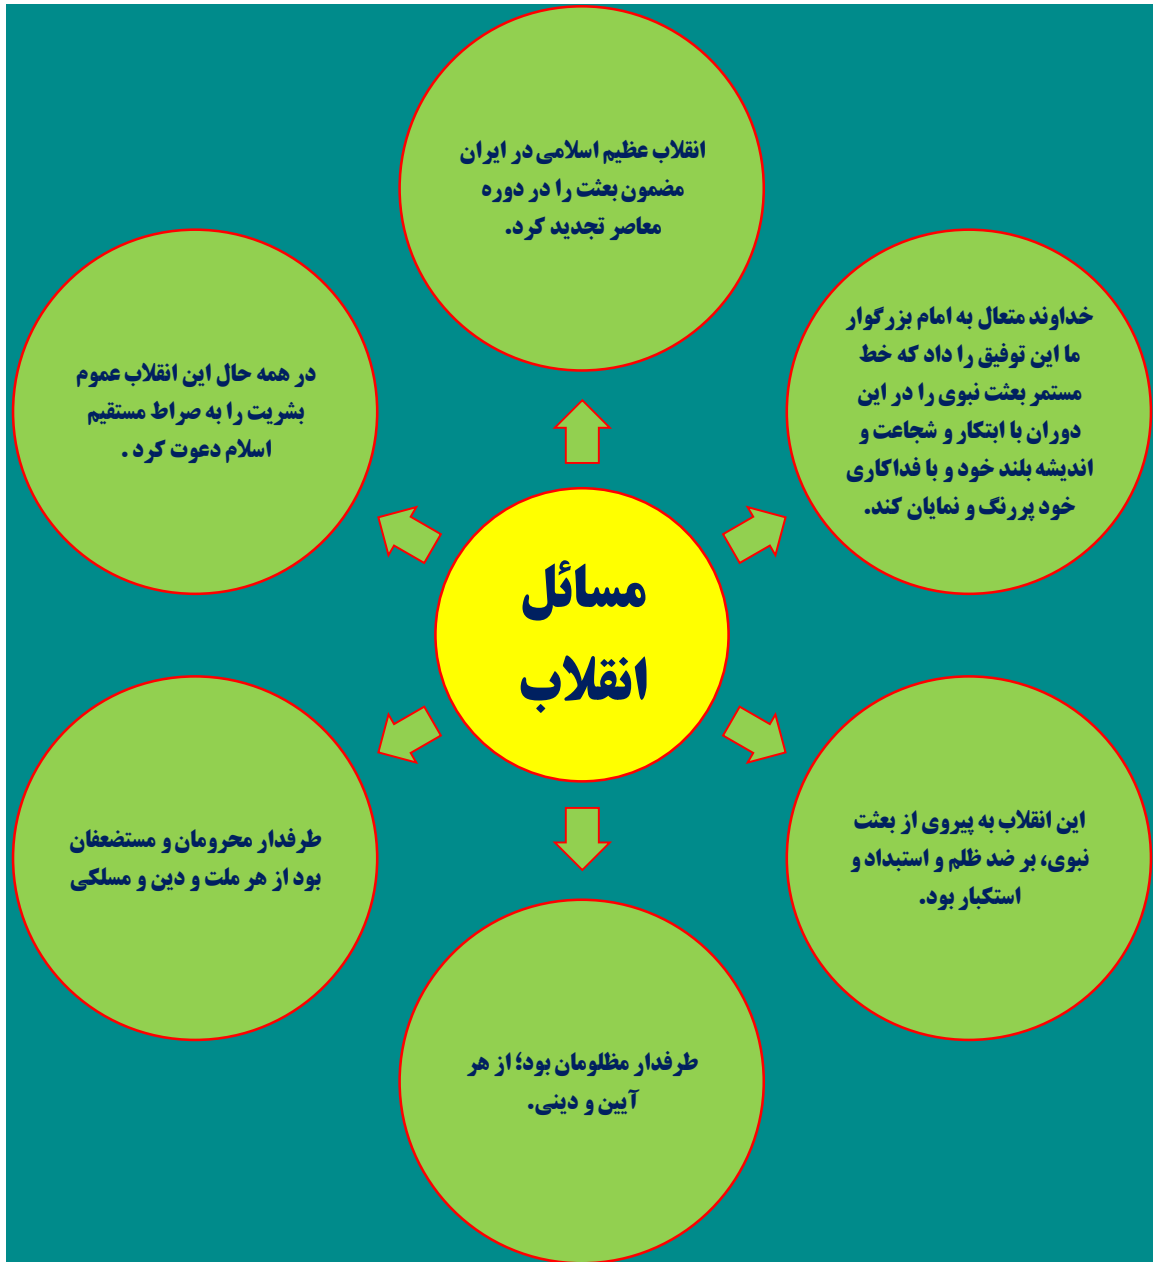 مسائل
انقلاب
انقلاب عظیم اسلامی در ایران
مضمون بعثت را در دوره
معاصر تجدید کرد.
خداوند متعال به امام بزرگوار
ما این توفیق را داد که خط
مستمر بعثت نبوی را در این
دوران با ابتکار و شجاعت و
اندیشه بلند خود و با فداکاری
خود پررنگ و نمایان کند.
این انقلاب به پیروی از بعثت
نبوی، بر ضد ظلم و استبداد و
استکبار بود.
طرفدار مظلومان بود؛ از هر
آیین و دینی.
طرفدار محرومان و مستضعفان
بود از هر ملت و دین و مسلکی
در همه حال این انقلاب عموم
بشریت را به صراط مستقیم
اسلام دعوت کرد .